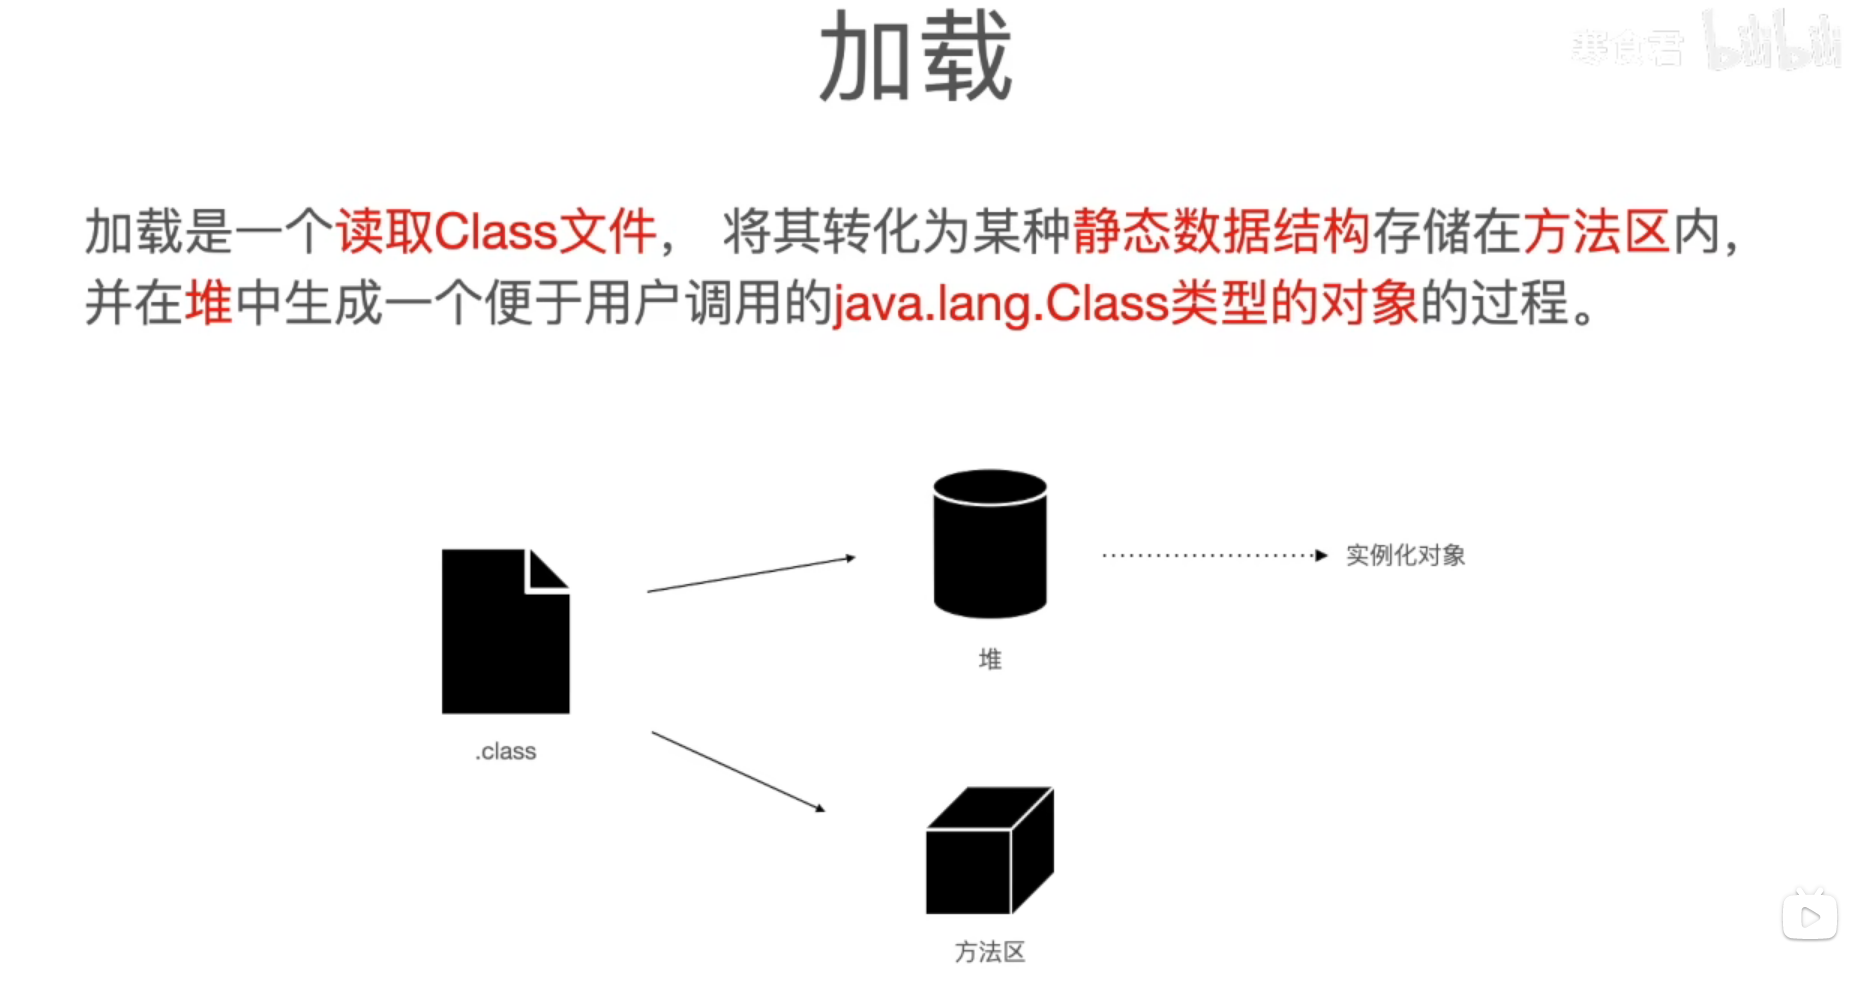 加载
寒食君 bilibili
加载是一个读取Class文件， 将其转化为某种静态数据结构存储在方法区内，
并在堆中生成一个便于用户调用的java.lang.Class类型的对象的过程。
实例化对象
堆
.class
方法区